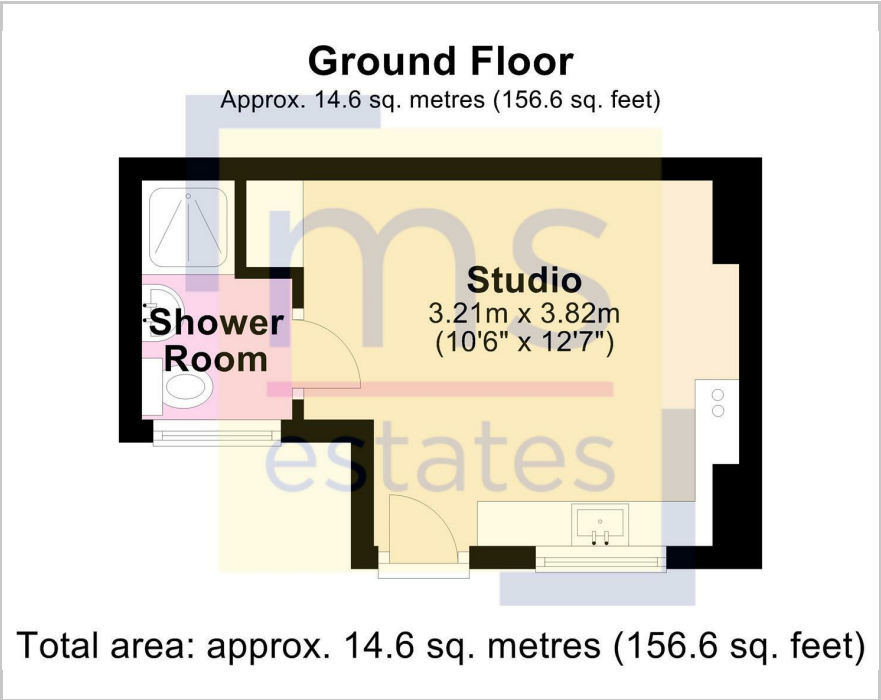 Ground Floor
Approx. 14.6 sq. metres (156.6 sq. feet)
ms
estates
Studio
3.21m x 3.82m
(10'6" x 12'7")
Shower
Room
Total area: approx. 14.6 sq. metres (156.6 sq. feet)